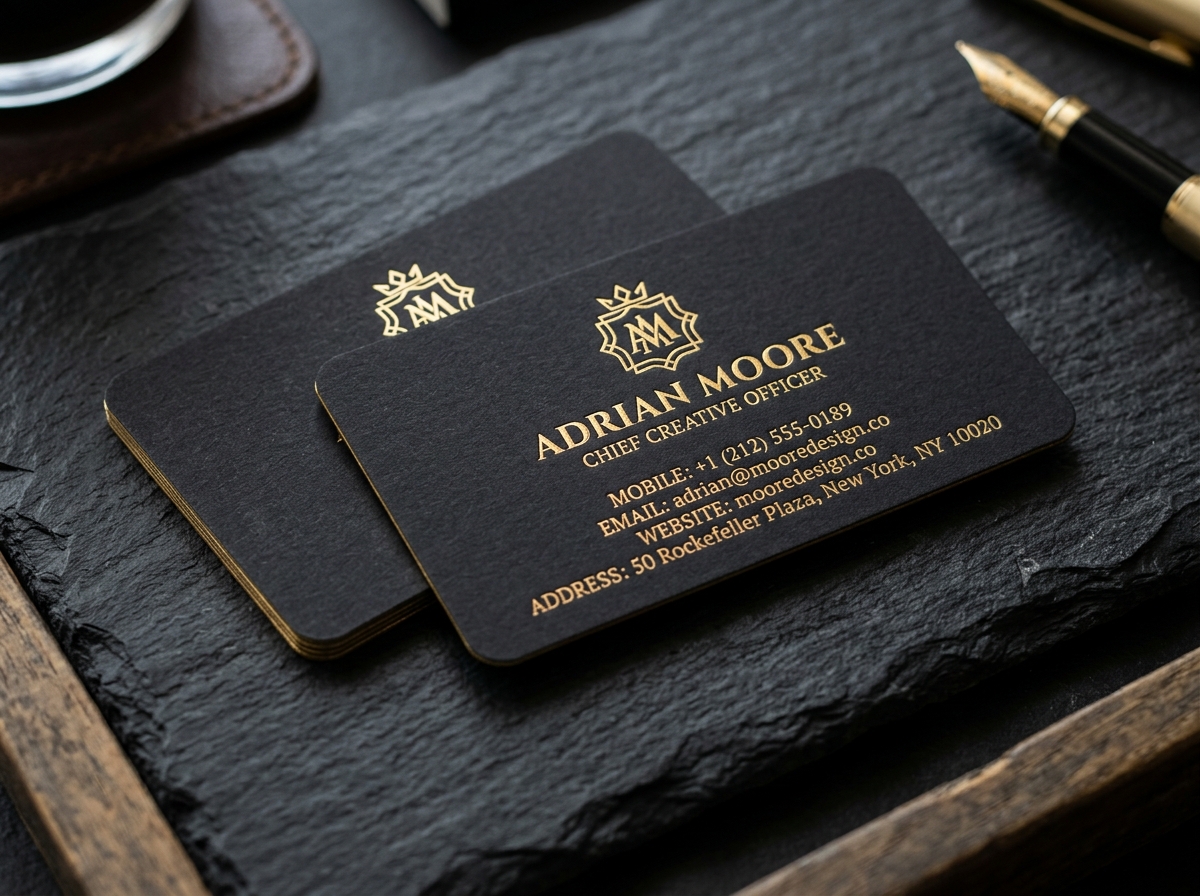 AM
AM
ADRIAN MOORE
CHIEF CREATIVE OFFICER
MOBILE: +1 (212) 555-0189
EMAIL: adrian@mooredesign.co
WEBSITE: mooredesign.co
ADDRESS: 50 Rockefeller Plaza, New York, NY 10020